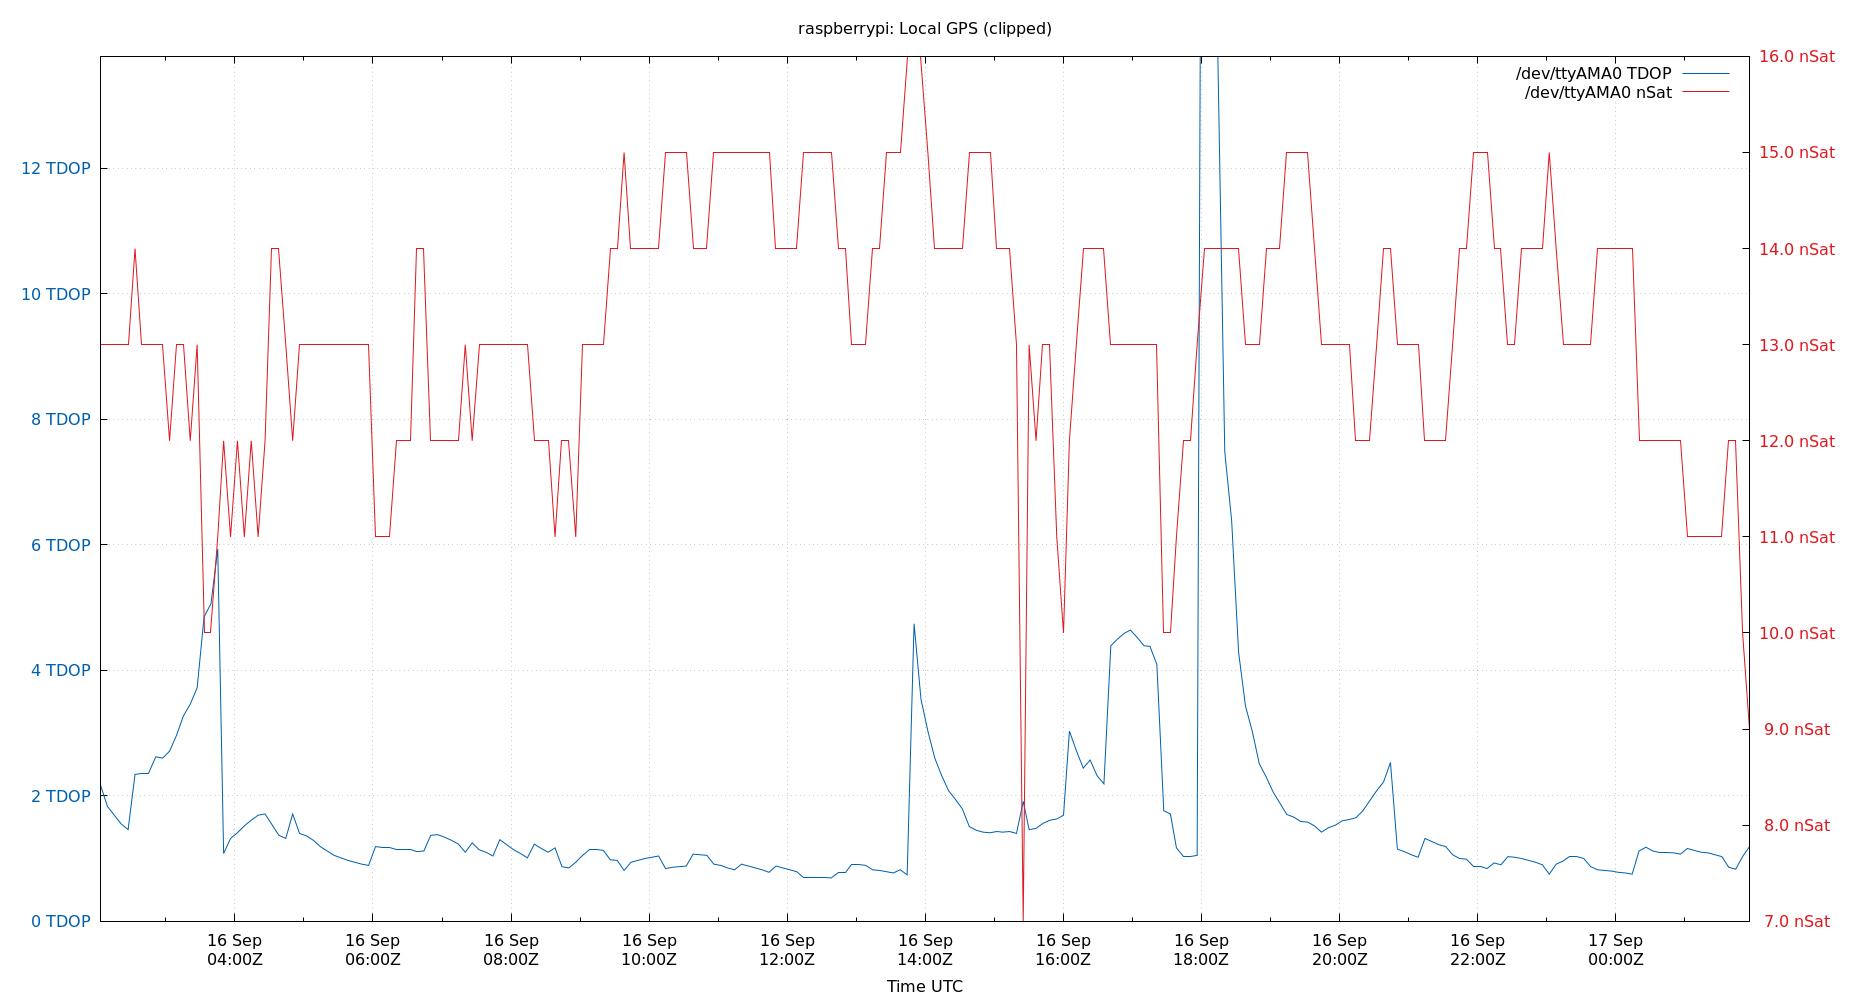 raspberrypi: Local GPS (clipped)
/dev/ttyAMA0 TDOP
/dev/ttyAMA0 nSat
12 TDOP
10 TDOP
8 TDOP
6 TDOP
4 TDOP
2 TDOP
0 TDOP
16.0 nSat
15.0 nSat
14.0 nSat
13.0 nSat
12.0 nSat
11.0 nSat
10.0 nSat
9.0 nSat
8.0 nSat
7.0 nSat
16 Sep
04:00Z
16 Sep
06:00Z
16 Sep
08:00Z
16 Sep
10:00Z
16 Sep
12:00Z
16 Sep
14:00Z
16 Sep
16:00Z
16 Sep
18:00Z
16 Sep
20:00Z
16 Sep
22:00Z
17 Sep
00:00Z
Time UTC